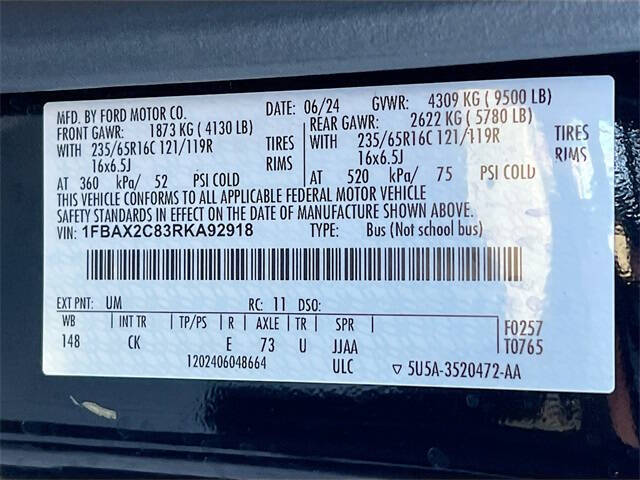 MFD. BY FORD MOTOR CO. DATE: 06/24 GVWR: 4309 KG ( 9500 LB)
FRONT GAWR: 1873 KG ( 4130 LB) REAR GAWR: 2622 KG ( 5780 LB)
WITH 235/65R16C 121/119R TIRES WITH 235/65R16C 121/119R TIRES
16x6.5J RIMS 16x6.5J RIMS
AT 360 kPa/ 52 PSI COLD AT 520 kPa/ 75 PSI COLD
THIS VEHICLE CONFORMS TO ALL APPLICABLE FEDERAL MOTOR VEHICLE
SAFETY STANDARDS IN EFFECT ON THE DATE OF MANUFACTURE SHOWN ABOVE.
VIN: 1FBAX2C83RKA92918 TYPE: Bus (Not school bus)
EXT PNT: UM RC: 11 DSO:
WB INT TR TP/PS R AXLE TR SPR F0257
148 CK E 73 U JJAA T0765
1202406048664 ULC ▽ 5U5A-3520472-AA